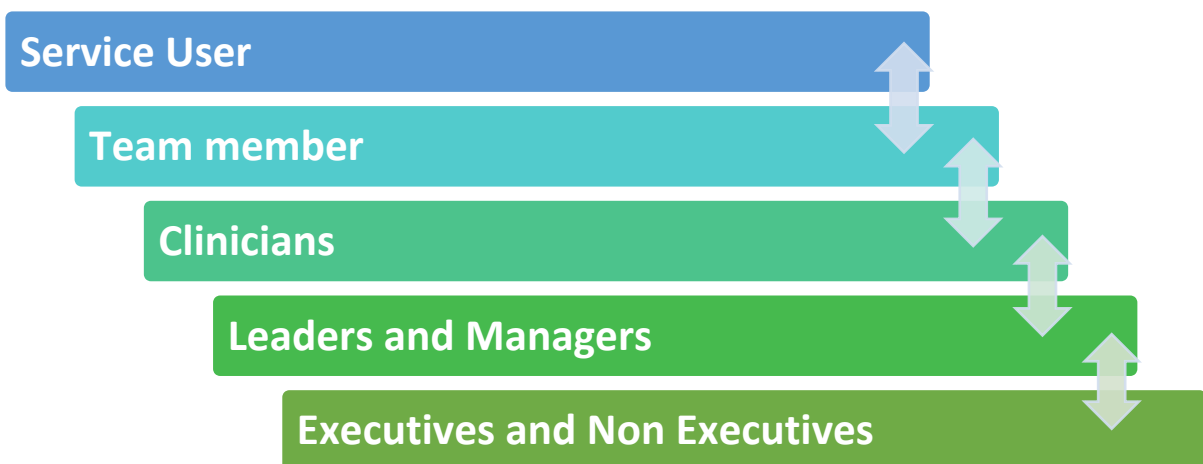 Service User
Team member
Clinicians
Leaders and Managers
Executives and Non Executives